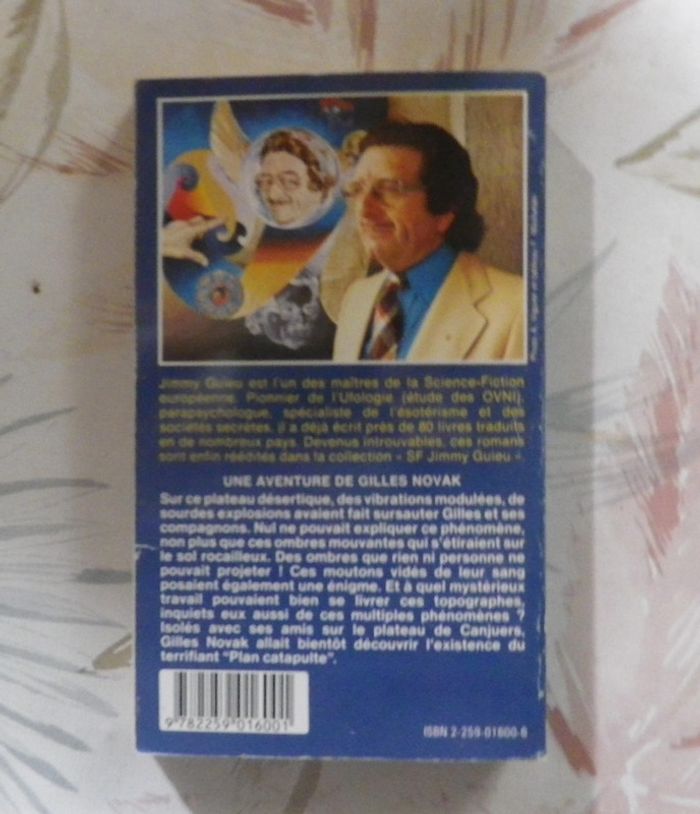 Jimmy Guieu est l'un des maîtres de la Science-Fiction
européenne. Pionnier de l'Ufologie (étude des OVNI),
parapsychologue, spécialiste de l'ésotérisme et des
sociétés secrètes, il a déjà écrit près de 80 livres traduits
en de nombreux pays. Devenus introuvables, ces romans
sont enfin réédités dans la collection « SF Jimmy Guieu ».
UNE AVENTURE DE GILLES NOVAK
Sur ce plateau désertique, des vibrations modulées, de
sourdes explosions avaient fait sursauter Gilles et ses
compagnons. Nul ne pouvait expliquer ce phénomène,
non plus que ces ombres mouvantes qui s'étiraient sur
le sol rocailleux. Des ombres que rien ni personne ne
pouvait projeter ! Ces moutons vidés de leur sang
posaient également une énigme. Et à quel mystérieux
travail pouvaient bien se livrer ces topographes,
inquiets eux aussi de ces multiples phénomènes ?
Isolés avec ses amis sur le plateau de Canjuers,
Gilles Novak allait bientôt découvrir l'existence du
terrifiant "Plan catapulte".
9 782259 016001
ISBN 2-259-01600-6